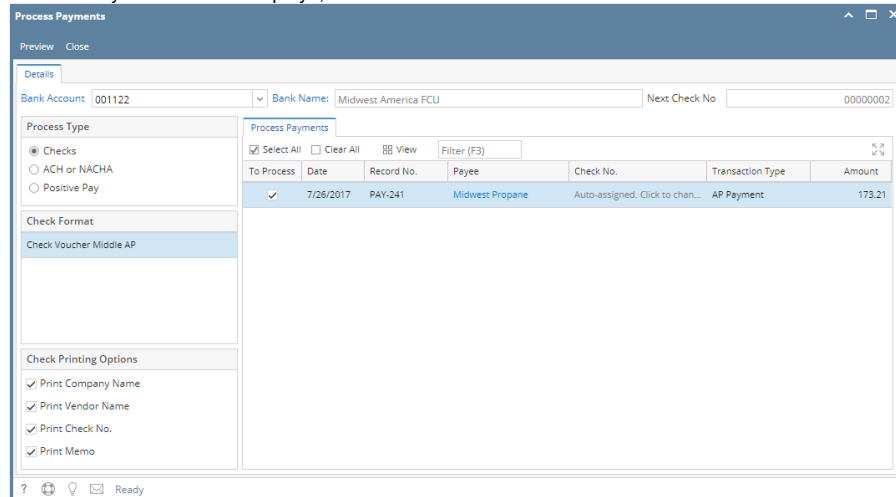 Process Payments
Preview Close
Details
Bank Account 001122 Bank Name: Midwest America FCU Next Check No 00000002
Process Type
Checks
ACH or NACHA
Positive Pay
Check Format
Check Voucher Middle AP
Check Printing Options
Print Company Name
Print Vendor Name
Print Check No.
Print Memo
Process Payments
Select All Clear All View Filter (F3)
To Process Date Record No. Payee Check No. Transaction Type Amount
7/26/2017 PAY-241 Midwest Propane Auto-assigned. Click to chan... AP Payment 173.21
? Ready